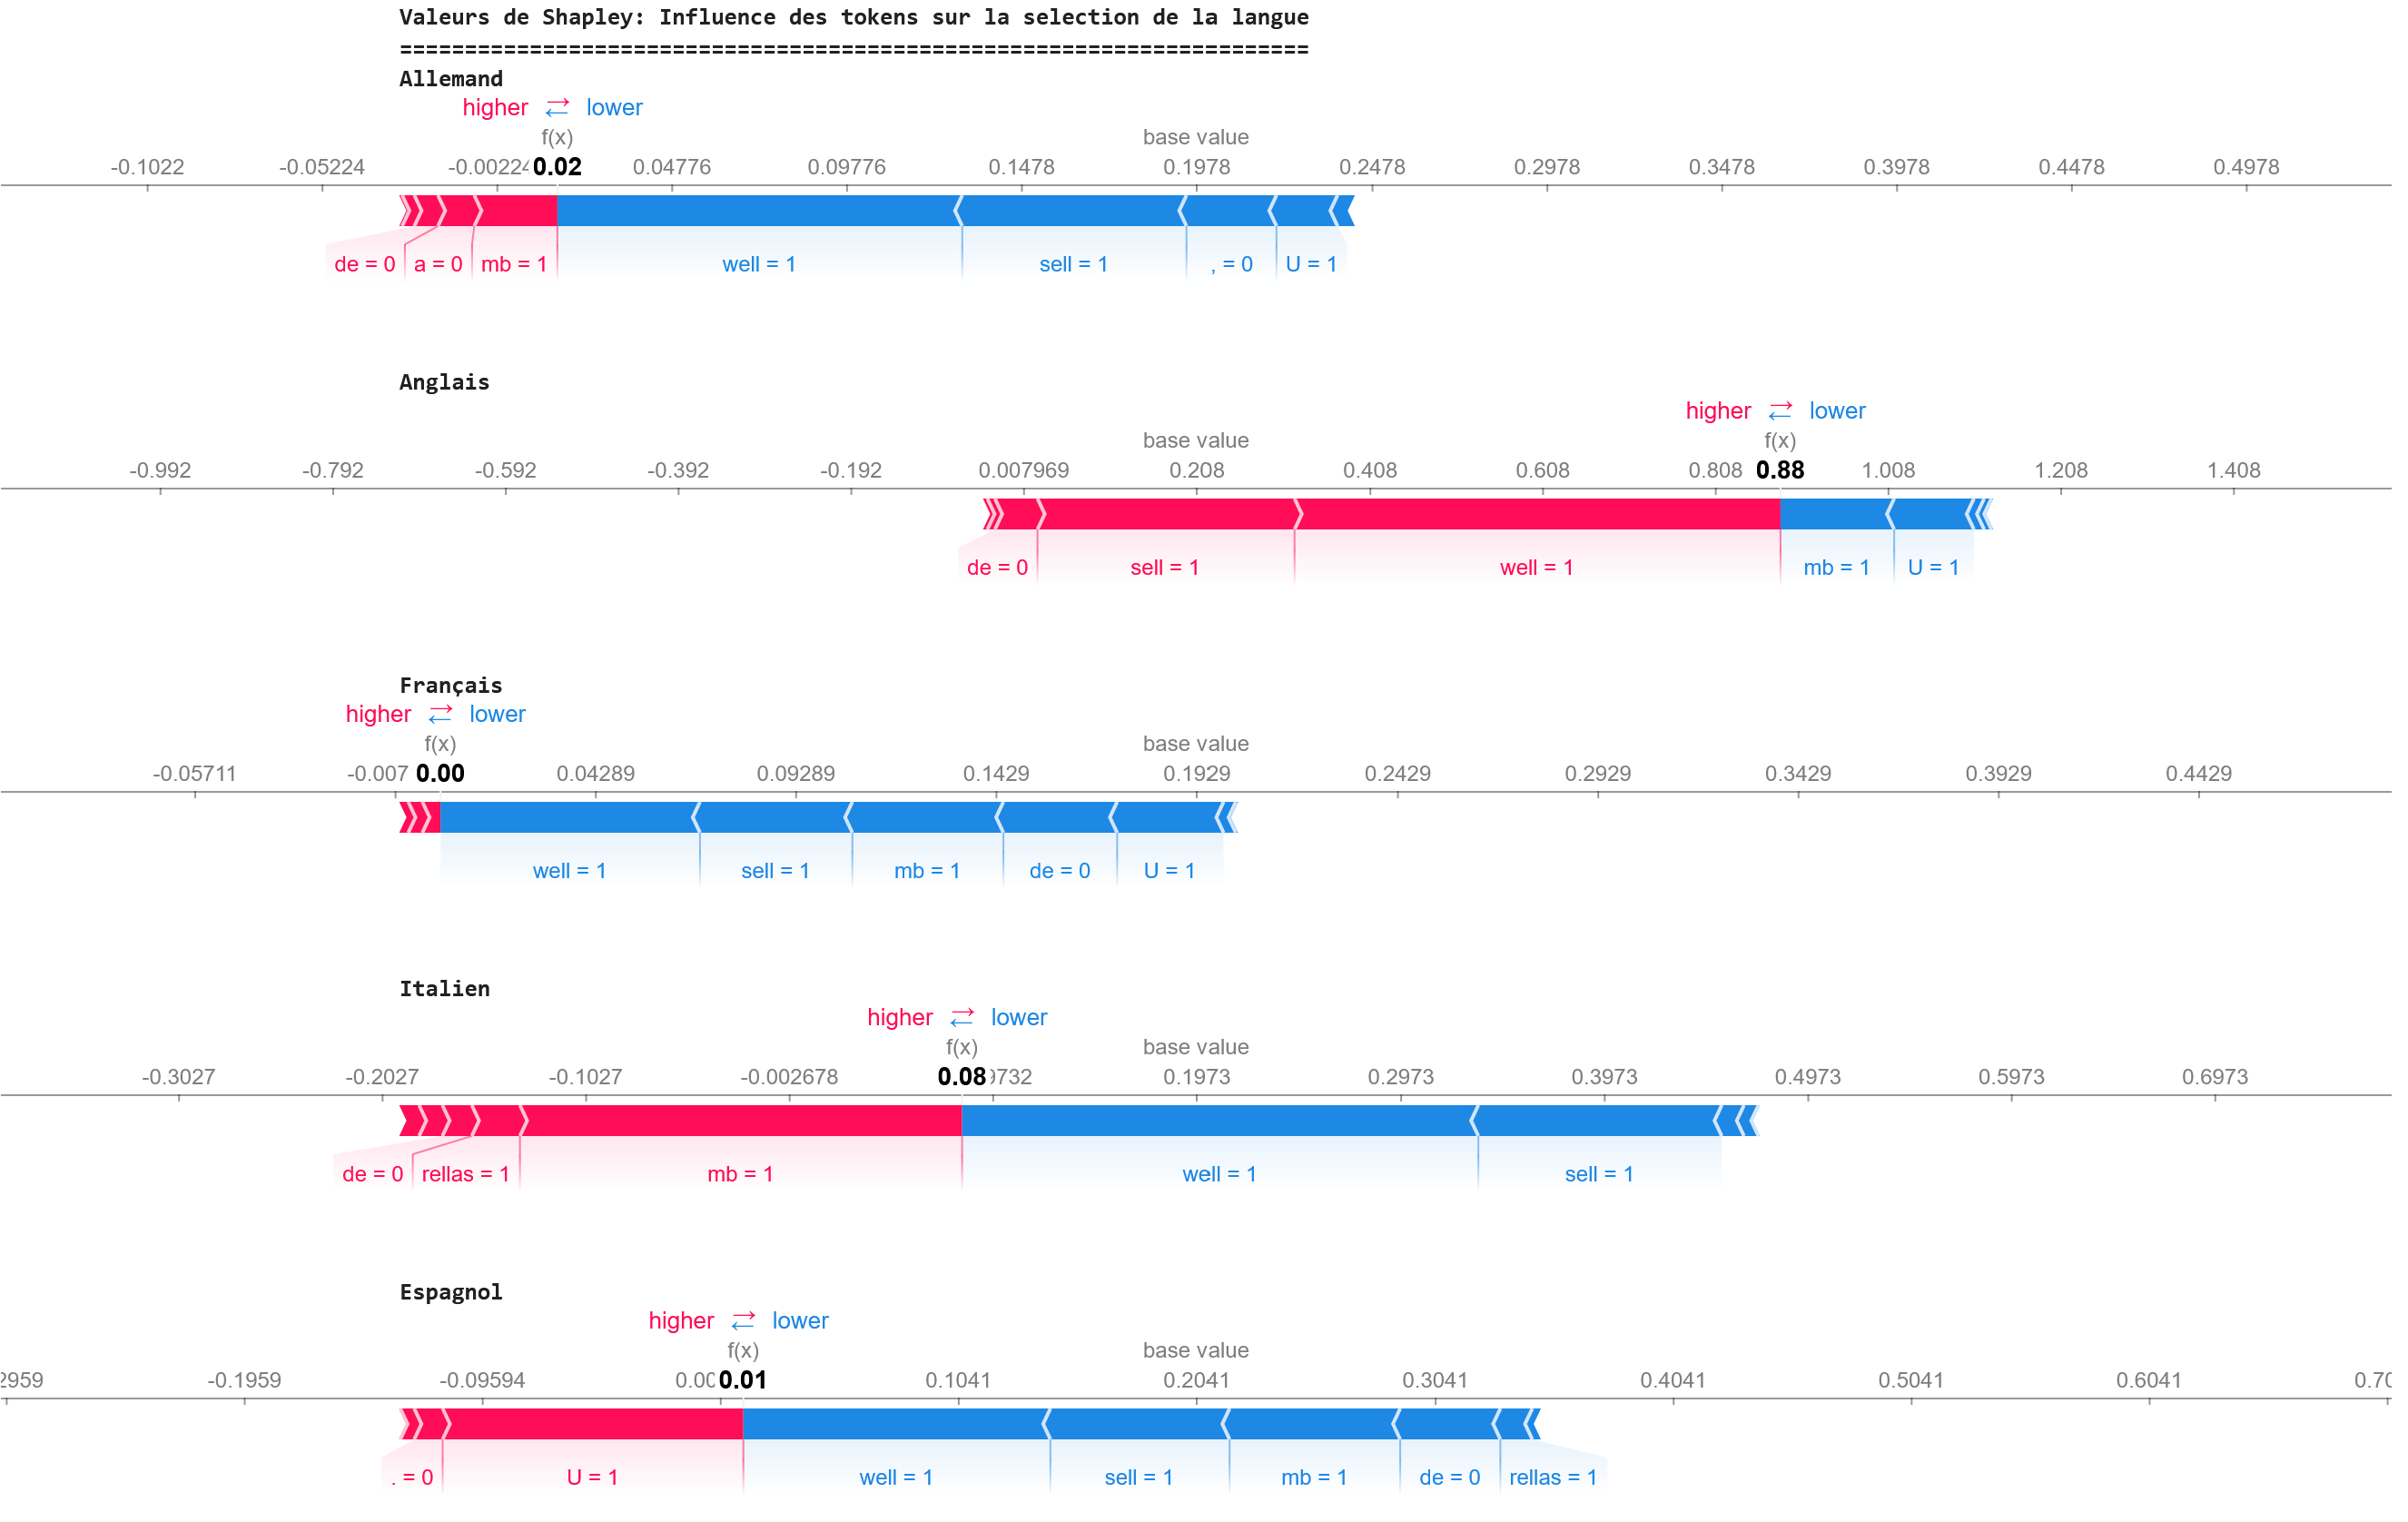 Valeurs de Shapley: Influence des tokens sur la selection de la langue
======================================================================
Allemand
higher ⇄ lower
f(x) base value
-0.1022 -0.05224 -0.00224 0.02 0.04776 0.09776 0.1478 0.1978 0.2478 0.2978 0.3478 0.3978 0.4478 0.4978
de = 0 a = 0 mb = 1 well = 1 sell = 1 , = 0 U = 1
Anglais
higher ⇄ lower
base value f(x)
-0.992 -0.792 -0.592 -0.392 -0.192 0.007969 0.208 0.408 0.608 0.808 0.88 1.008 1.208 1.408
de = 0 sell = 1 well = 1 mb = 1 U = 1
Français
higher ⇄ lower
f(x) base value
-0.05711 -0.007 0.00 0.04289 0.09289 0.1429 0.1929 0.2429 0.2929 0.3429 0.3929 0.4429
well = 1 sell = 1 mb = 1 de = 0 U = 1
Italien
higher ⇄ lower
f(x) base value
-0.3027 -0.2027 -0.1027 -0.002678 0.08 9732 0.1973 0.2973 0.3973 0.4973 0.5973 0.6973
de = 0 rellas = 1 mb = 1 well = 1 sell = 1
Espagnol
higher ⇄ lower
f(x) base value
2959 -0.1959 -0.09594 0.00 0.01 0.1041 0.2041 0.3041 0.4041 0.5041 0.6041 0.70
. = 0 U = 1 well = 1 sell = 1 mb = 1 de = 0 rellas = 1